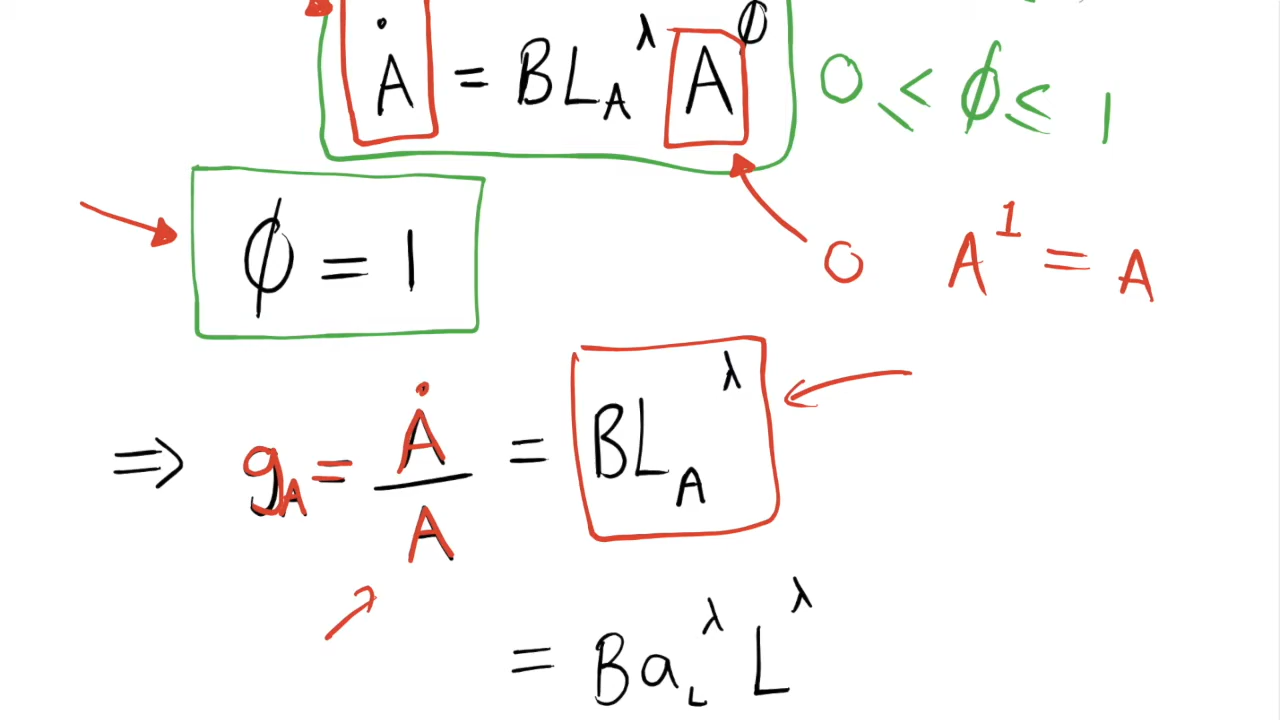 Ȧ = BL_A^λ A^ϕ 0 < ϕ ≤ 1
ϕ = 1 0 A^1 = A
⇒ g_A = Ȧ/A = BL_A^λ
= Ba_L^λ L^λ